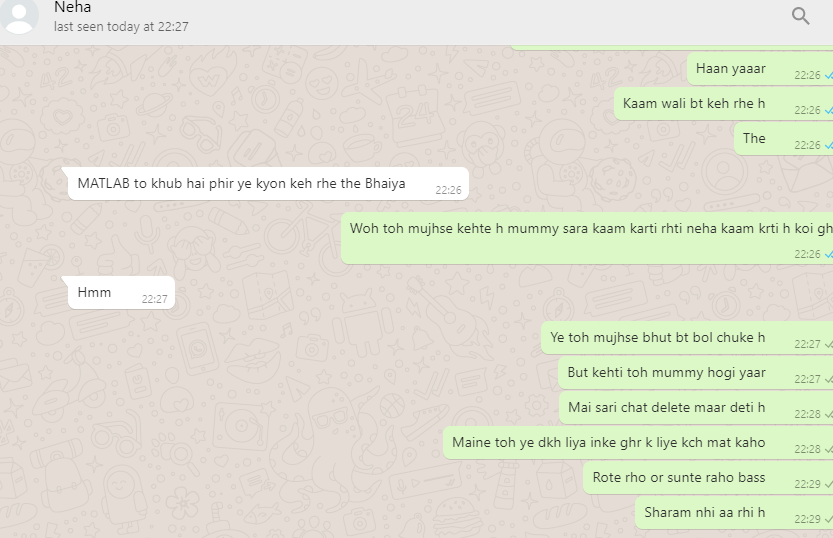 Neha
last seen today at 22:27
Haan yaaar 22:26
Kaam wali bt keh rhe h 22:26
The 22:26
MATLAB to khub hai phir ye kyon keh rhe the Bhaiya 22:26
Woh toh mujhse kehte h mummy sara kaam karti rhti neha kaam krti h koi gh
22:26
Hmm 22:27
Ye toh mujhse bhut bt bol chuke h 22:27
But kehti toh mummy hogi yaar 22:27
Mai sari chat delete maar deti h 22:28
Maine toh ye dkh liya inke ghr k liye kch mat kaho 22:28
Rote rho or sunte raho bass 22:29
Sharam nhi aa rhi h 22:29